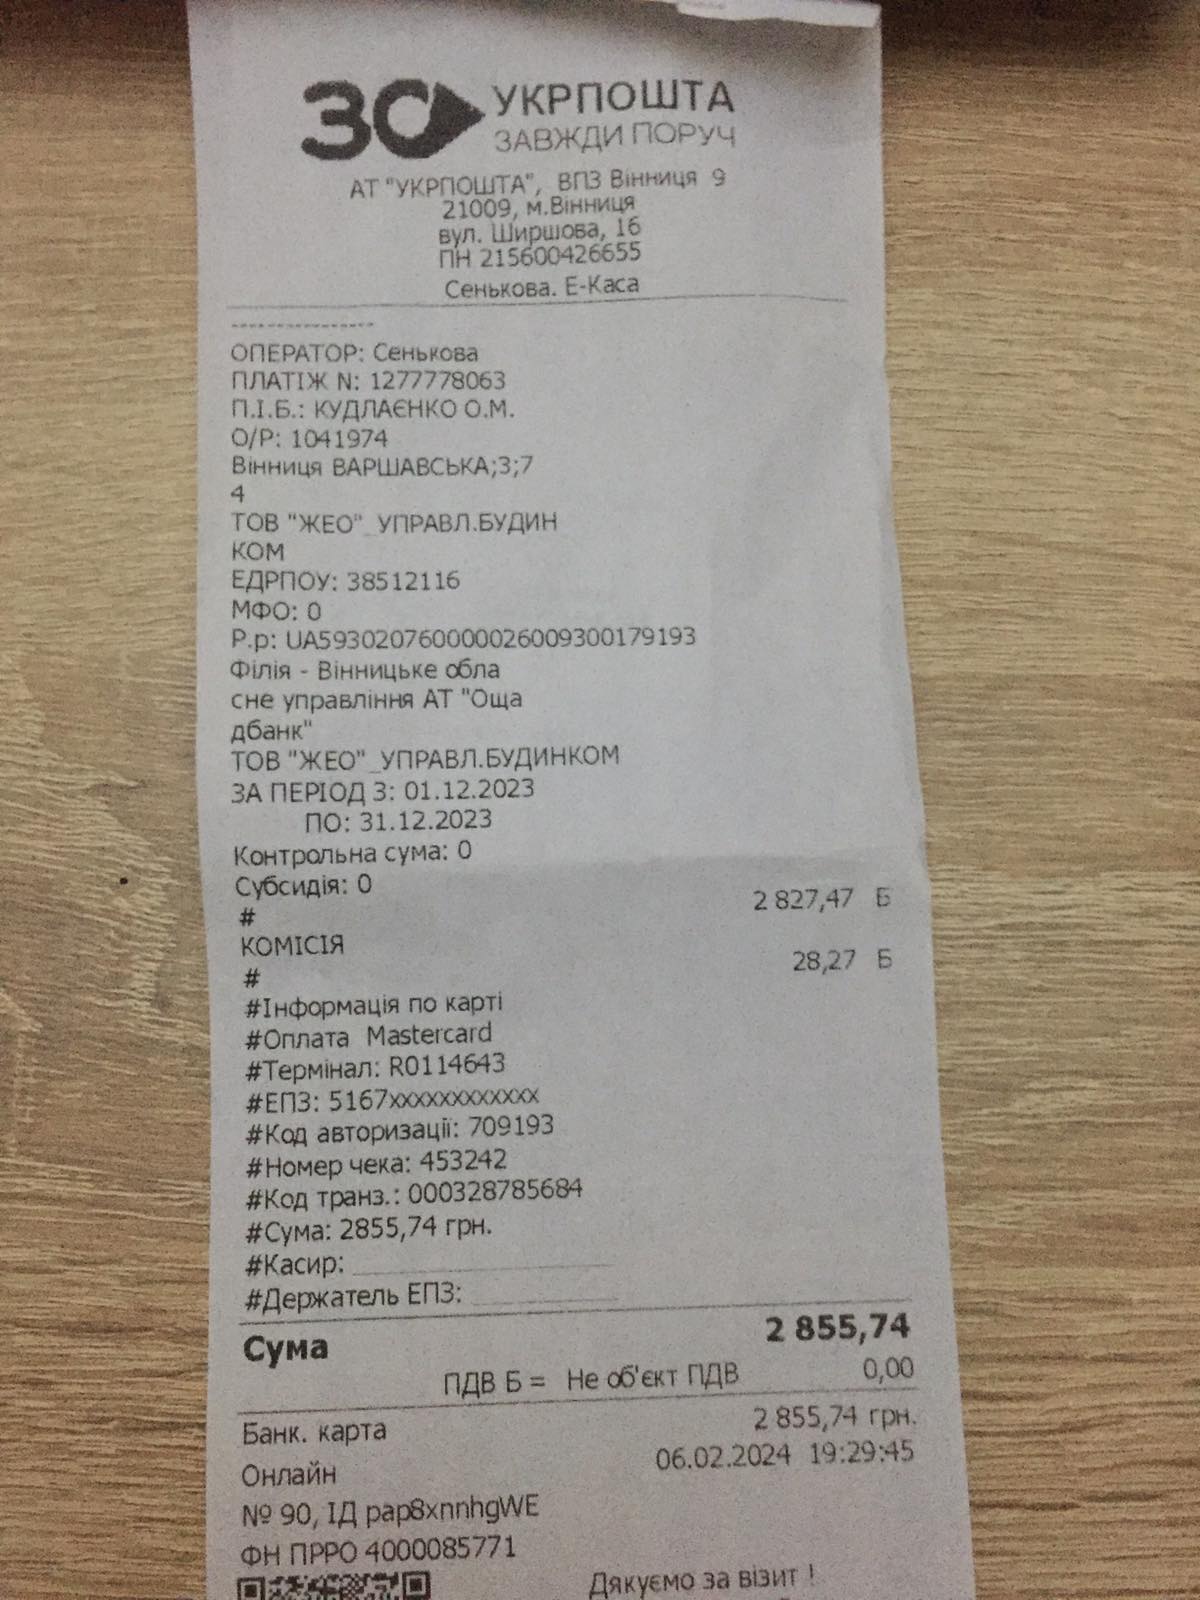 ЗО УКРПОШТА
ЗАВЖДИ ПОРУЧ
АТ "УКРПОШТА", ВПЗ Вінниця 9
21009, м.Вінниця
вул. Ширшова, 16
ПН 215600426655
Сенькова. Е-Каса
---------------
ОПЕРАТОР: Сенькова
ПЛАТІЖ N: 1277778063
П.І.Б.: КУДЛАЄНКО О.М.
О/Р: 1041974
Вінниця ВАРШАВСЬКА;3;7
4
ТОВ "ЖЕО"_УПРАВЛ.БУДИН
КОМ
ЕДРПОУ: 38512116
МФО: 0
Р.р: UA593020760000026009300179193
Філія - Вінницьке обла
сне управління АТ "Оща
дбанк"
ТОВ "ЖЕО"_УПРАВЛ.БУДИНКОМ
ЗА ПЕРІОД З: 01.12.2023
ПО: 31.12.2023
Контрольна сума: 0
Субсидія: 0
# 2 827,47 Б
КОМІСІЯ
# 28,27 Б
#Інформація по карті
#Оплата Mastercard
#Термінал: R0114643
#ЕПЗ: 5167xxxxxxxxxxxx
#Код авторизації: 709193
#Номер чека: 453242
#Код транз.: 000328785684
#Сума: 2855,74 грн.
#Касир:
#Держатель ЕПЗ:
Сума 2 855,74
ПДВ Б = Не об'єкт ПДВ 0,00
Банк. карта 2 855,74 грн.
Онлайн 06.02.2024 19:29:45
№ 90, ІД pap8xnnhgWE
ФН ПРРО 4000085771
Дякуємо за візит !